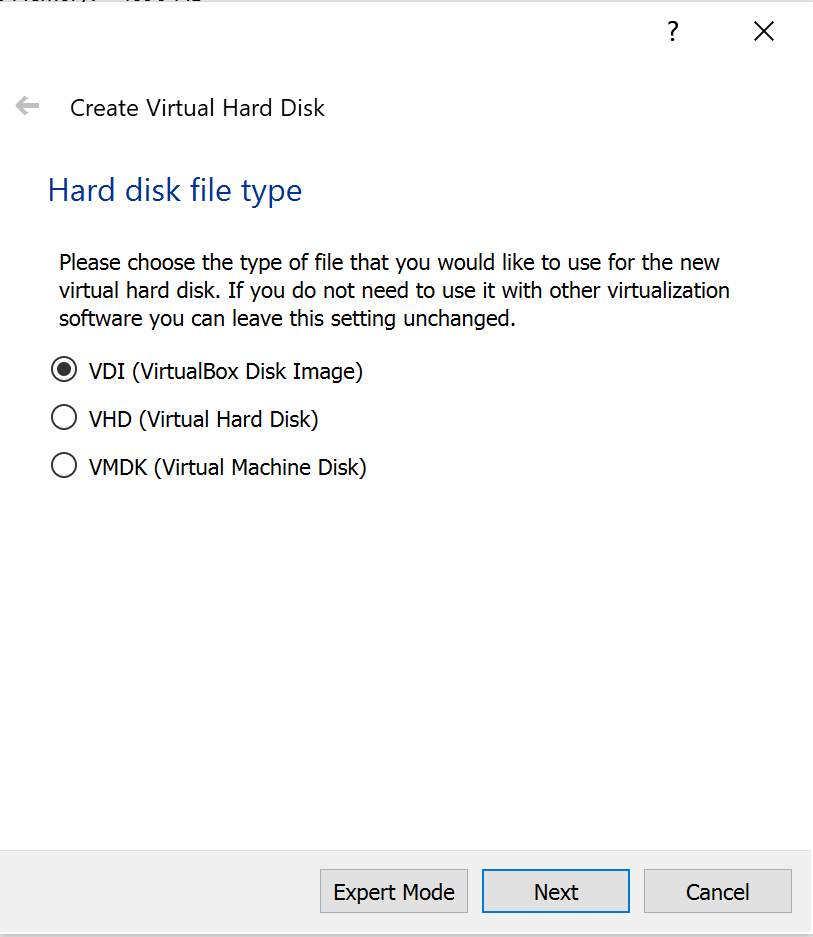 ?
Create Virtual Hard Disk
Hard disk file type
Please choose the type of file that you would like to use for the new
virtual hard disk. If you do not need to use it with other virtualization
software you can leave this setting unchanged.
VDI (VirtualBox Disk Image)
VHD (Virtual Hard Disk)
VMDK (Virtual Machine Disk)
Expert Mode Next Cancel